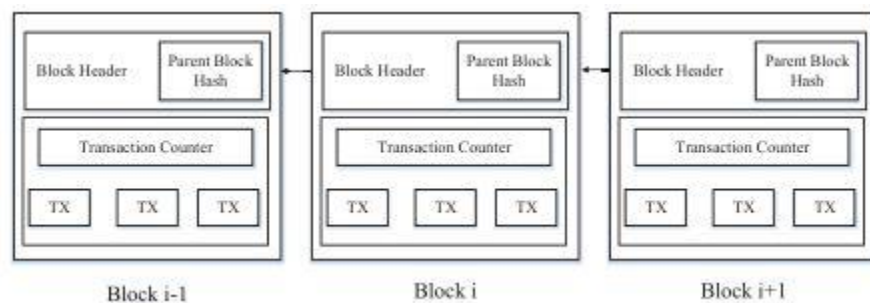 Block Header
Parent Block
Hash
Transaction Counter
TX TX TX
Block i-1
Block Header
Parent Block
Hash
Transaction Counter
TX TX TX
Block i
Block Header
Parent Block
Hash
Transaction Counter
TX TX TX
Block i+1